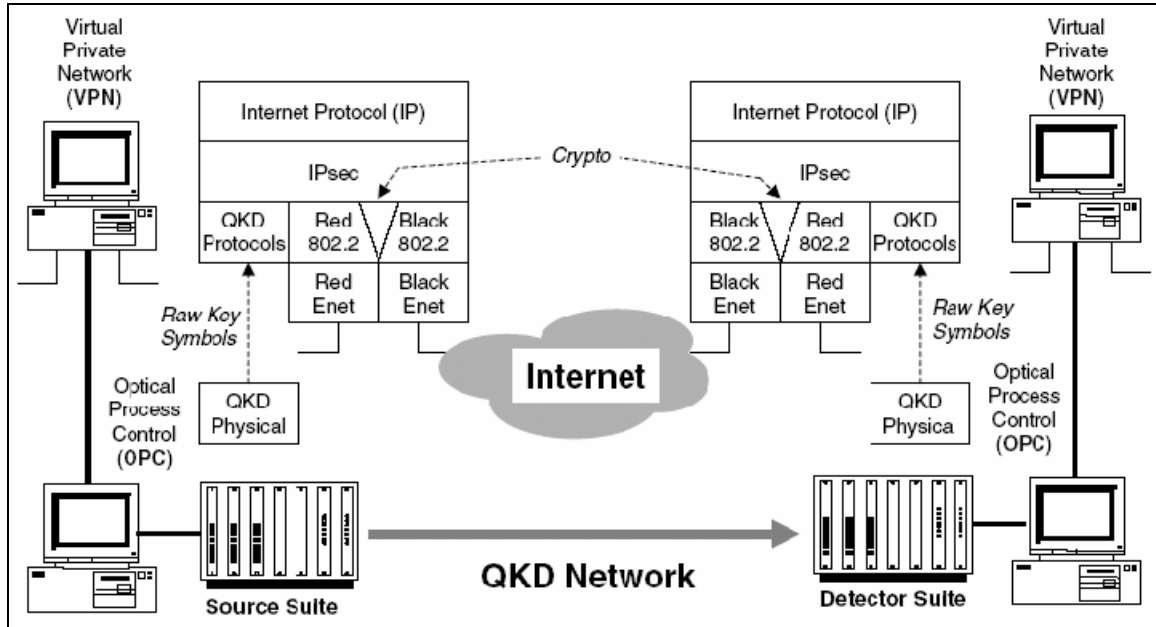 Virtual
Private
Network
(VPN)
Internet Protocol (IP)
IPsec
QKD
Protocols
Red
802.2
Black
802.2
Red
Enet
Black
Enet
Raw Key
Symbols
QKD
Physical
Optical
Process
Control
(OPC)
Crypto
Internet
Internet Protocol (IP)
IPsec
Black
802.2
Red
802.2
QKD
Protocols
Black
Enet
Red
Enet
Raw Key
Symbols
QKD
Physica
Virtual
Private
Network
(VPN)
Optical
Process
Control
(OPC)
Source Suite
QKD Network
Detector Suite